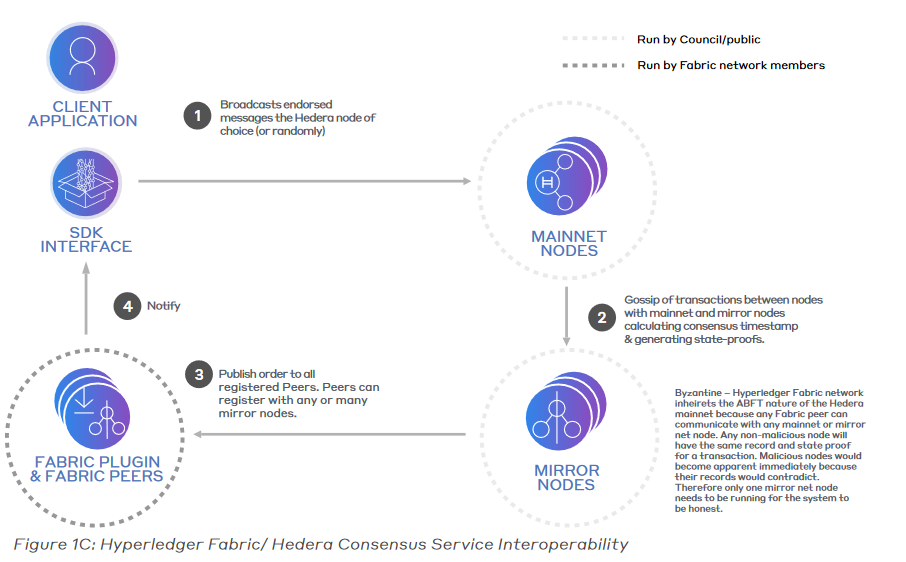 CLIENT
APPLICATION
1
Broadcasts endorsed
messages the Hedera node of
choice (or randomly)
Run by Council/public
Run by Fabric network members
SDK
INTERFACE
MAINNET
NODES
4
Notify
2
Gossip of transactions between nodes
with mainnet and mirror nodes
calculating consensus timestamp
& generating state-proofs.
3
Publish order to all
registered Peers. Peers can
register with any or many
mirror nodes.
FABRIC PLUGIN
& FABRIC PEERS
MIRROR
NODES
Byzantine – Hyperledger Fabric network
inheirets the ABFT nature of the Hedera
mainnet because any Fabric peer can
communicate with any mainnet or mirror
net node. Any non-malicious node will
have the same record and state proof
for a transaction. Malicious nodes would
become apparent immediately because
their records would contradict.
Therefore only one mirror net node
needs to be running for the system to
be honest.
Figure 1C: Hyperledger Fabric/ Hedera Consensus Service Interoperability